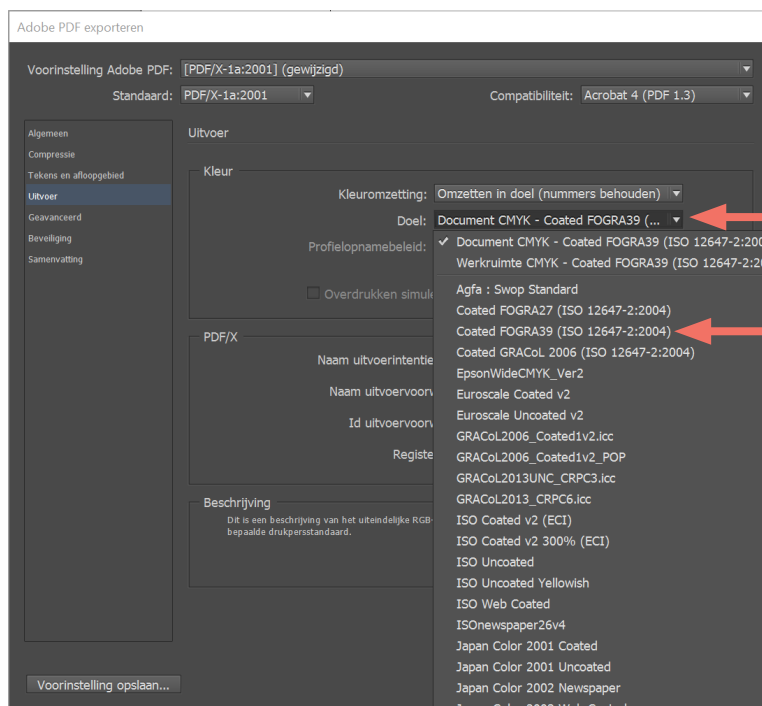 Adobe PDF exporteren
Voorinstelling Adobe PDF: [PDF/X-1a:2001] (gewijzigd)
Standaard: PDF/X-1a:2001 Compatibiliteit: Acrobat 4 (PDF 1.3)
Algemeen
Compressie
Tekens en afloopgebied
Uitvoer
Geavanceerd
Beveiliging
Samenvatting
Uitvoer
Kleur
Kleuromzetting: Omzetten in doel (nummers behouden)
Doel: Document CMYK - Coated FOGRA39 (...
Profielopnamebeleid:
Overdrukken simule
PDF/X
Naam uitvoerintentie
Naam uitvoervoorw
Id uitvoervoorw
Registe
Beschrijving
Dit is een beschrijving van het uiteindelijke RGB-
bepaalde drukpersstandaard.
Document CMYK - Coated FOGRA39 (ISO 12647-2:200
Werkruimte CMYK - Coated FOGRA39 (ISO 12647-2:20
Agfa : Swop Standard
Coated FOGRA27 (ISO 12647-2:2004)
Coated FOGRA39 (ISO 12647-2:2004)
Coated GRACoL 2006 (ISO 12647-2:2004)
EpsonWideCMYK_Ver2
Euroscale Coated v2
Euroscale Uncoated v2
GRACoL2006_Coated1v2.icc
GRACoL2006_Coated1v2_POP
GRACoL2013UNC_CRPC3.icc
GRACoL2013_CRPC6.icc
ISO Coated v2 (ECI)
ISO Coated v2 300% (ECI)
ISO Uncoated
ISO Uncoated Yellowish
ISO Web Coated
ISOnewspaper26v4
Japan Color 2001 Coated
Japan Color 2001 Uncoated
Japan Color 2002 Newspaper
Voorinstelling opslaan...